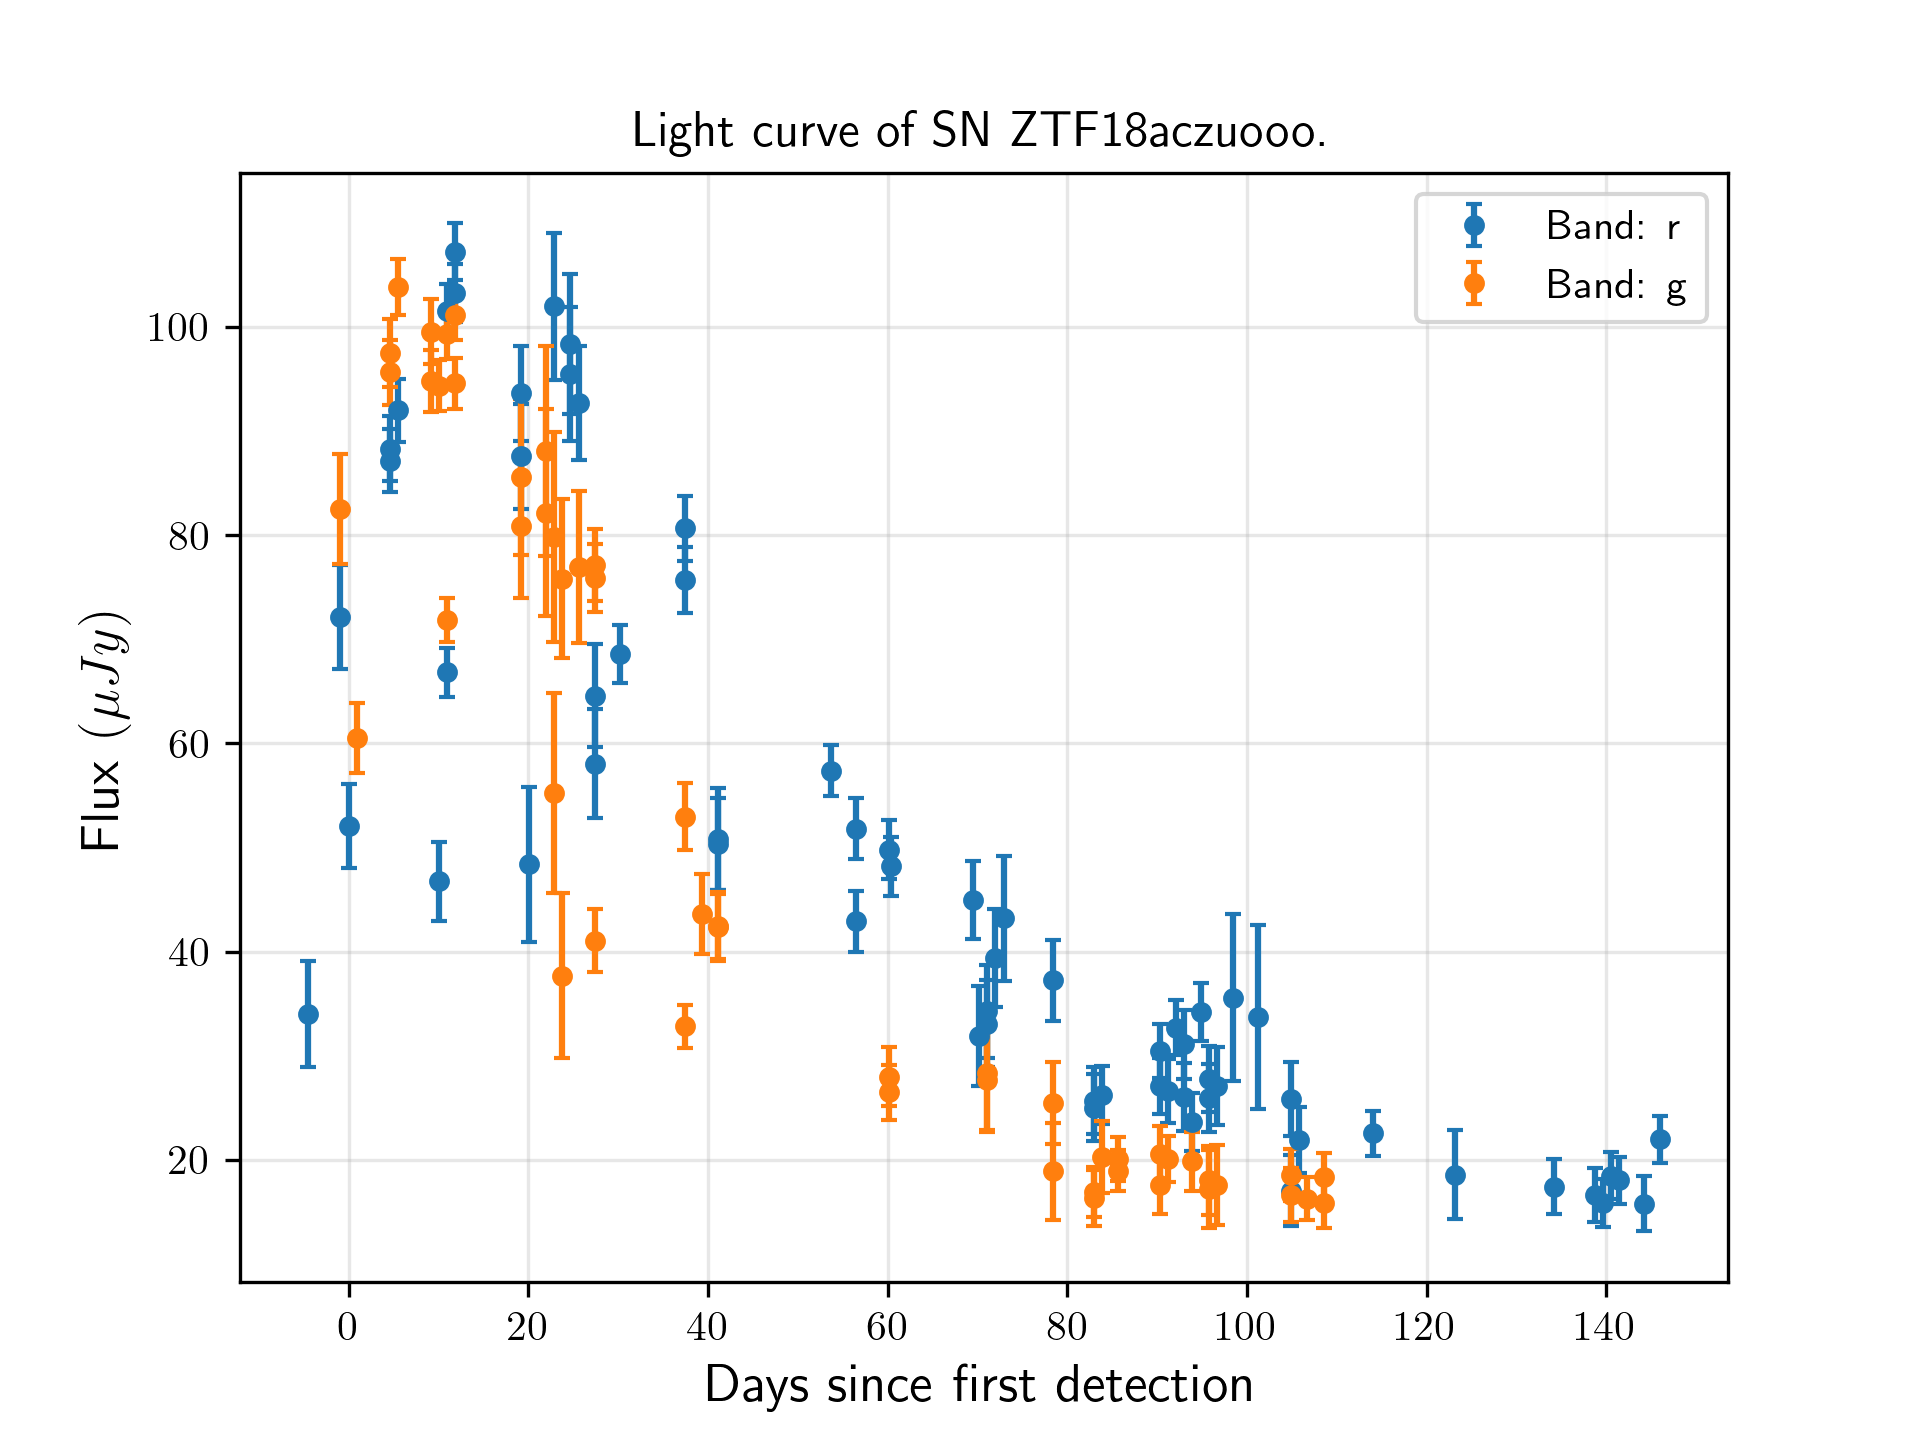 Light curve of SN ZTF18aczuooo.
Band: r
Band: g
Flux (μJy)
100
80
60
40
20
0 20 40 60 80 100 120 140
Days since first detection